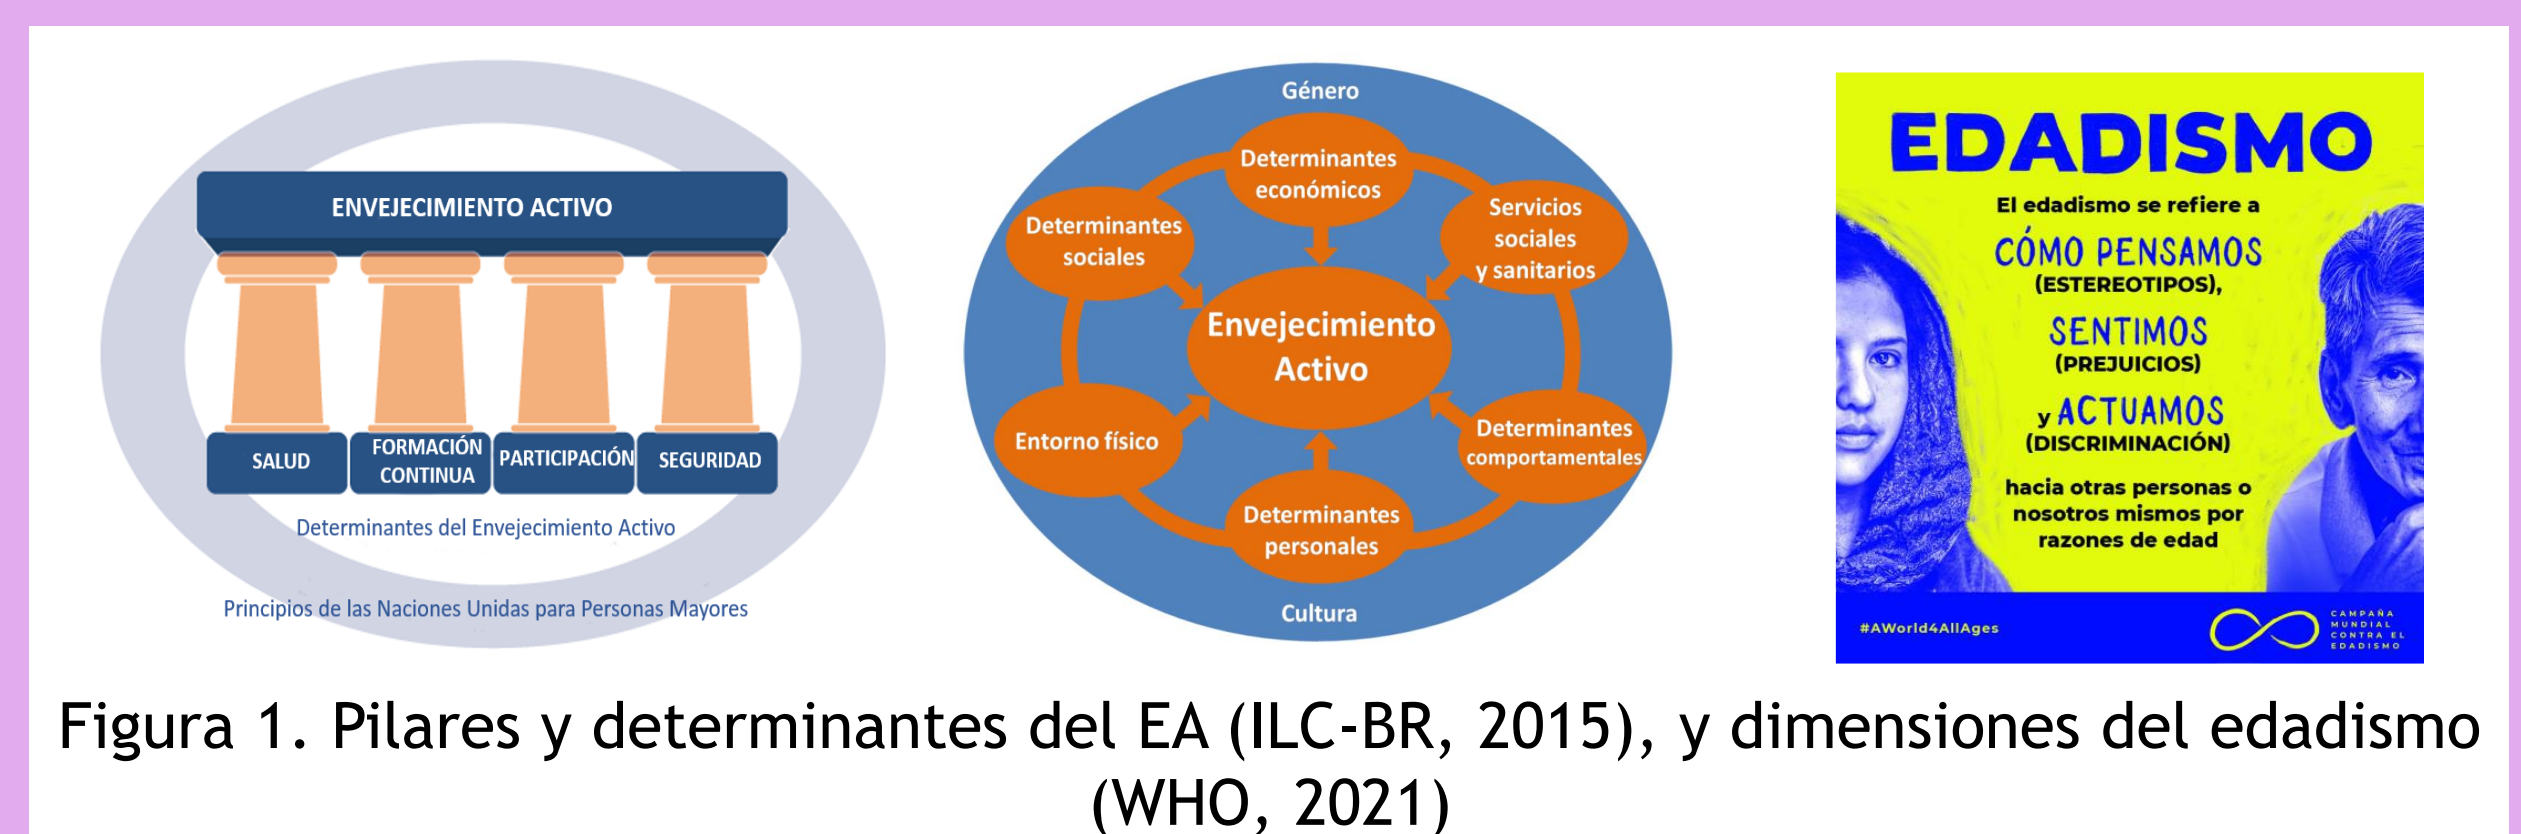 ENVEJECIMIENTO ACTIVO
SALUD
FORMACIÓN
CONTINUA
PARTICIPACIÓN
SEGURIDAD
Determinantes del Envejecimiento Activo
Principios de las Naciones Unidas para Personas Mayores
Género
Determinantes
económicos
Servicios
sociales
y sanitarios
Determinantes
sociales
Envejecimiento
Activo
Entorno físico
Determinantes
comportamentales
Determinantes
personales
Cultura
EDADISMO
El edadismo se refiere a
CÓMO PENSAMOS
(ESTEREOTIPOS),
SENTIMOS
(PREJUICIOS)
y ACTUAMOS
(DISCRIMINACIÓN)
hacia otras personas o
nosotros mismos por
razones de edad
#AWorld4AllAges
CAMPAÑA
MUNDIAL
CONTRA EL
EDADISMO
Figura 1. Pilares y determinantes del EA (ILC-BR, 2015), y dimensiones del edadismo
(WHO, 2021)